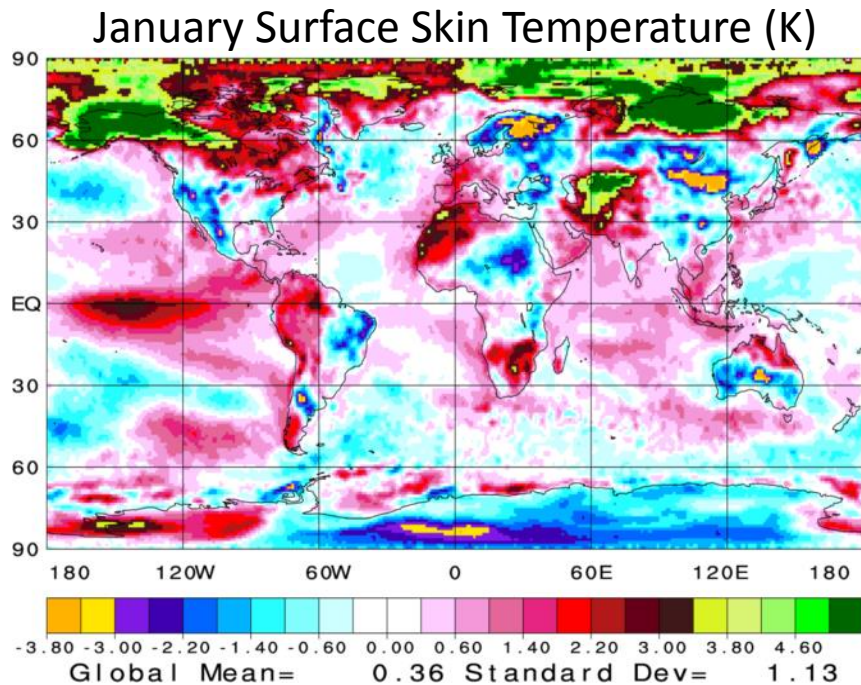 January Surface Skin Temperature (K)
90
60
30
EQ
30
60
90
180 120W 60W 0 60E 120E 180
-3.80 -3.00 -2.20 -1.40 -0.60 0.00 0.60 1.40 2.20 3.00 3.80 4.60
Global Mean= 0.36 Standard Dev= 1.13